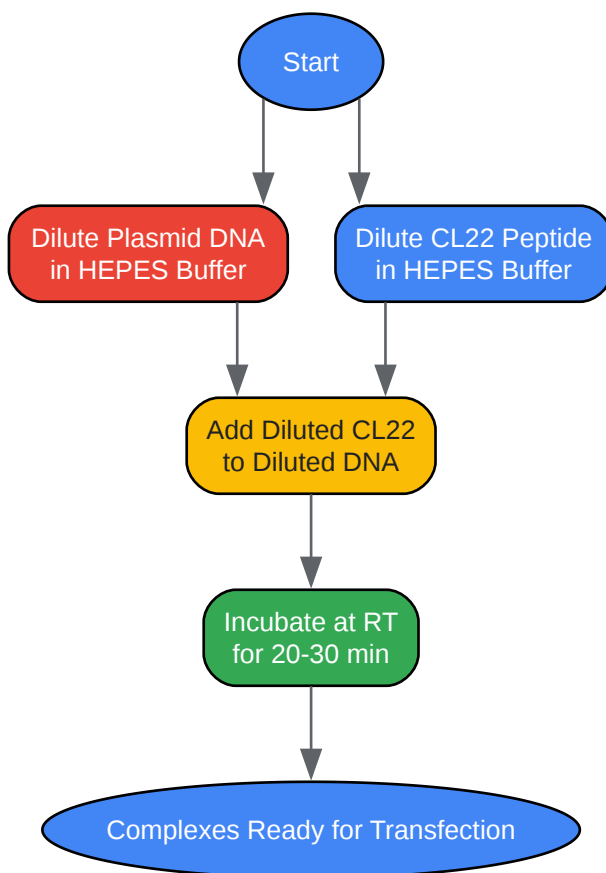 Start
Dilute Plasmid DNA
in HEPES Buffer
Dilute CL22 Peptide
in HEPES Buffer
Add Diluted CL22
to Diluted DNA
Incubate at RT
for 20-30 min
Complexes Ready for Transfection